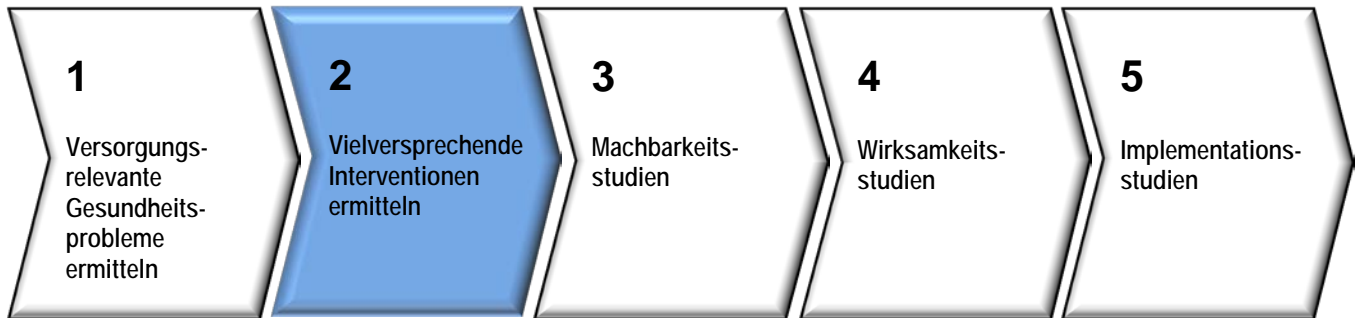 1
Versorgungs-
relevante
Gesundheits-
probleme
ermitteln
2
Vielversprechende
Interventionen
ermitteln
3
Machbarkeits-
studien
4
Wirksamkeits-
studien
5
Implementations-
studien